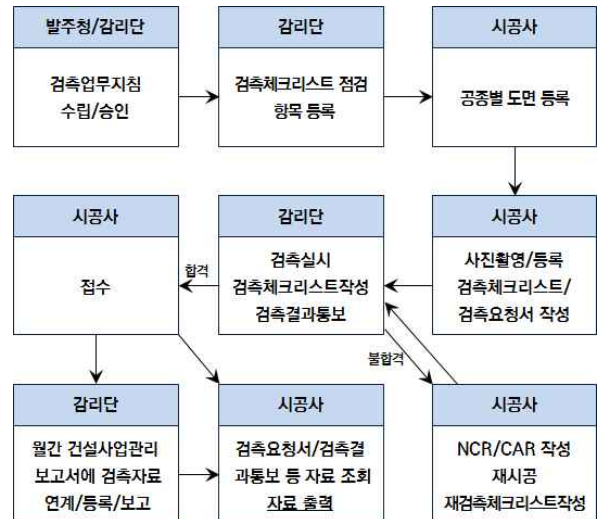 발주청/감리단
검측업무지침
수립/승인
감리단
검측체크리스트 점검
항목 등록
시공사
공종별 도면 등록
시공사
접수
합격
감리단
검측실시
검측체크리스트작성
검측결과통보
시공사
사진촬영/등록
검측체크리스트/
검측요청서 작성
불합격
감리단
월간 건설사업관리
보고서에 검측자료
연계/등록/보고
시공사
검측요청서/검측결
과통보 등 자료 조회
자료 출력
시공사
NCR/CAR 작성
재시공
재검측체크리스트작성